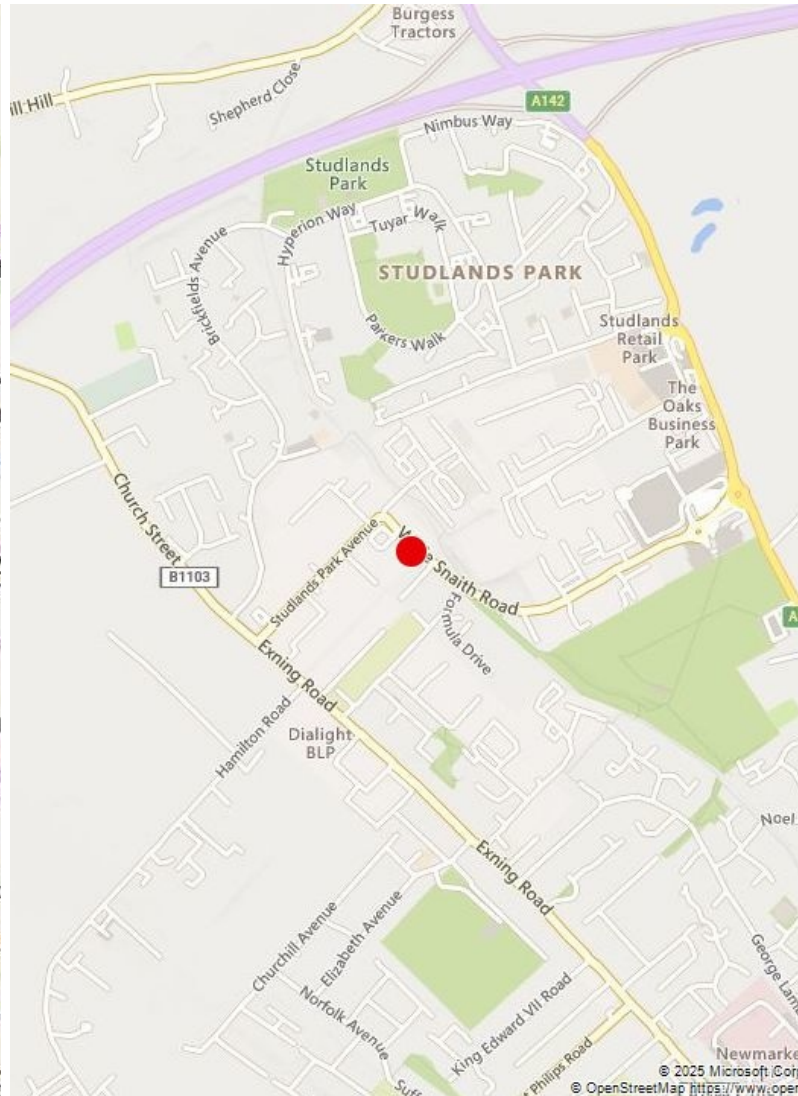 Burgess
Tractors
Shepherd Close
ill Hill
A142
Nimbus Way
Studlands
Park
Hyperion Way
Tuyar Walk
Brickfields Avenue
STUDLANDS PARK
Parkers Walk
Studlands
Retail
Park
The
Oaks
Business
Park
Church Street
B1103
Studlands Park Avenue
Snaith Road
Formula Drive
A
Exning Road
Hamilton Road
Dialight
BLP
Noel
Exning Road
Churchill Avenue
Elizabeth Avenue
Norfolk Avenue
King Edward VII Road
George Lam
Suff
Philips Road
Newmarke
© 2025 Microsoft Corp
© OpenStreetMap https://www.open